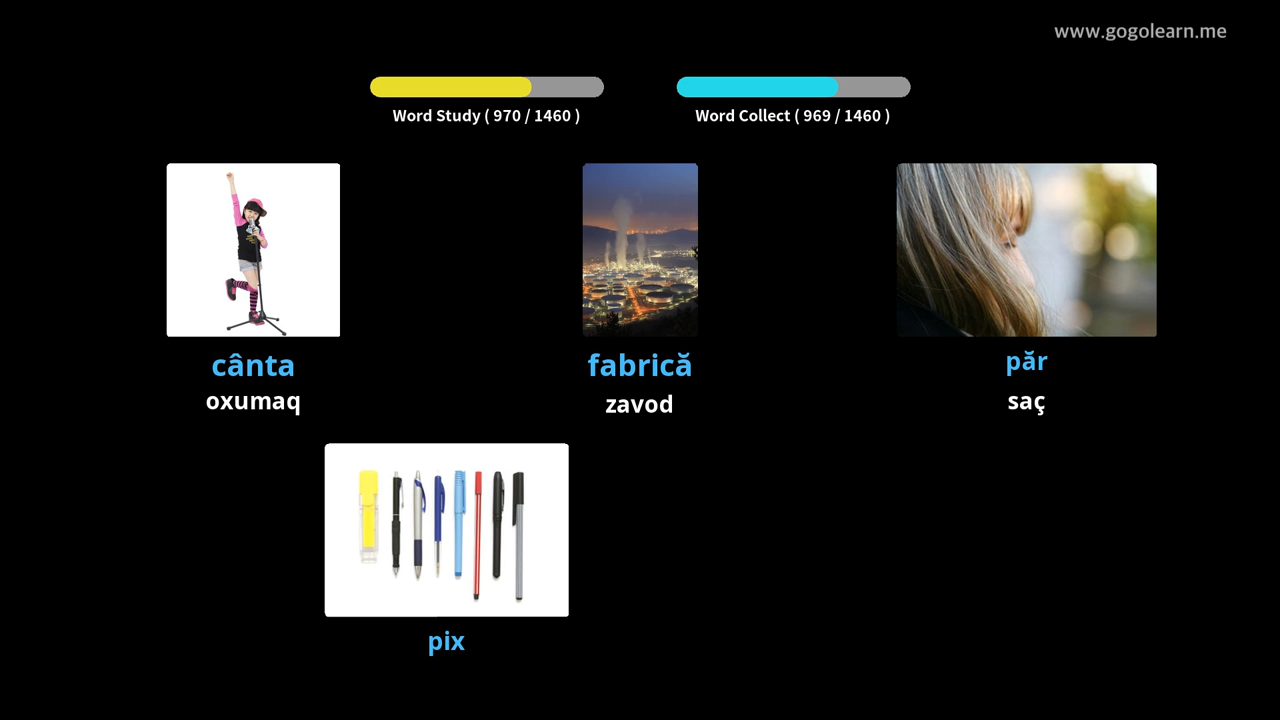 www.gogolearn.me
Word Study ( 970 / 1460 )
Word Collect ( 969 / 1460 )
cânta
oxumaq
fabrică
zavod
păr
saç
pix